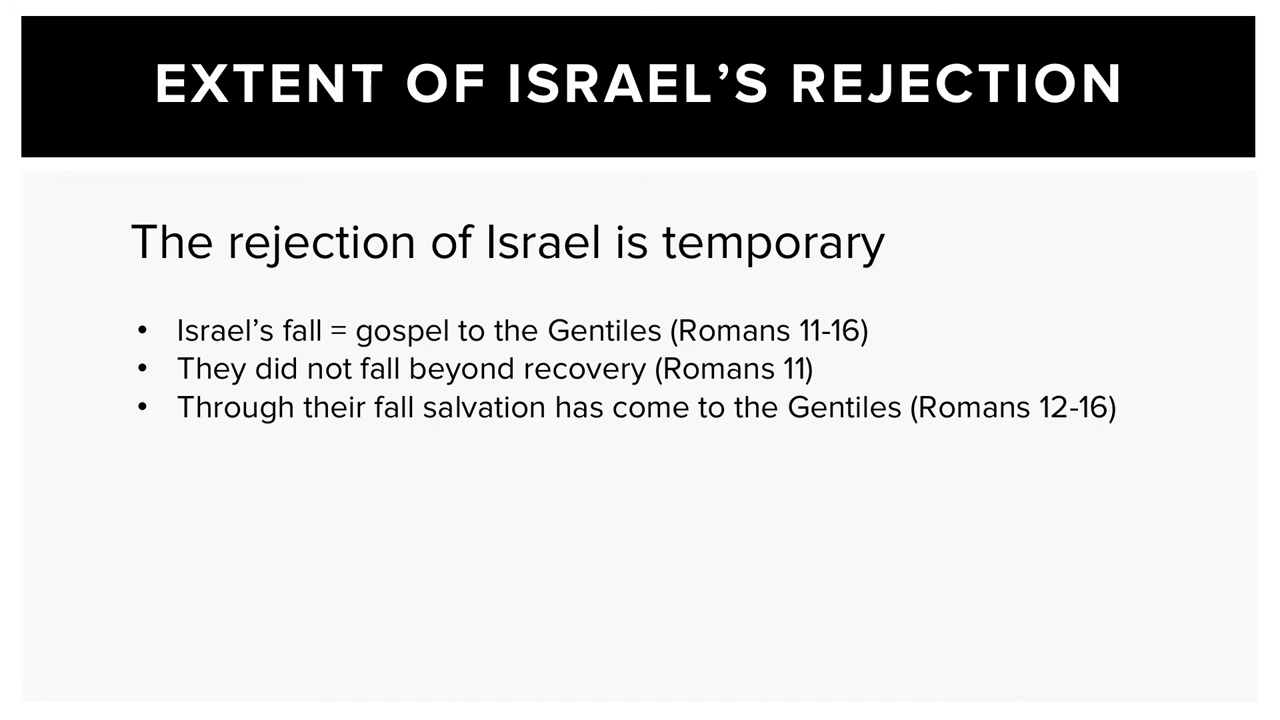 EXTENT OF ISRAEL’S REJECTION
The rejection of Israel is temporary
• Israel’s fall = gospel to the Gentiles (Romans 11-16)
• They did not fall beyond recovery (Romans 11)
• Through their fall salvation has come to the Gentiles (Romans 12-16)